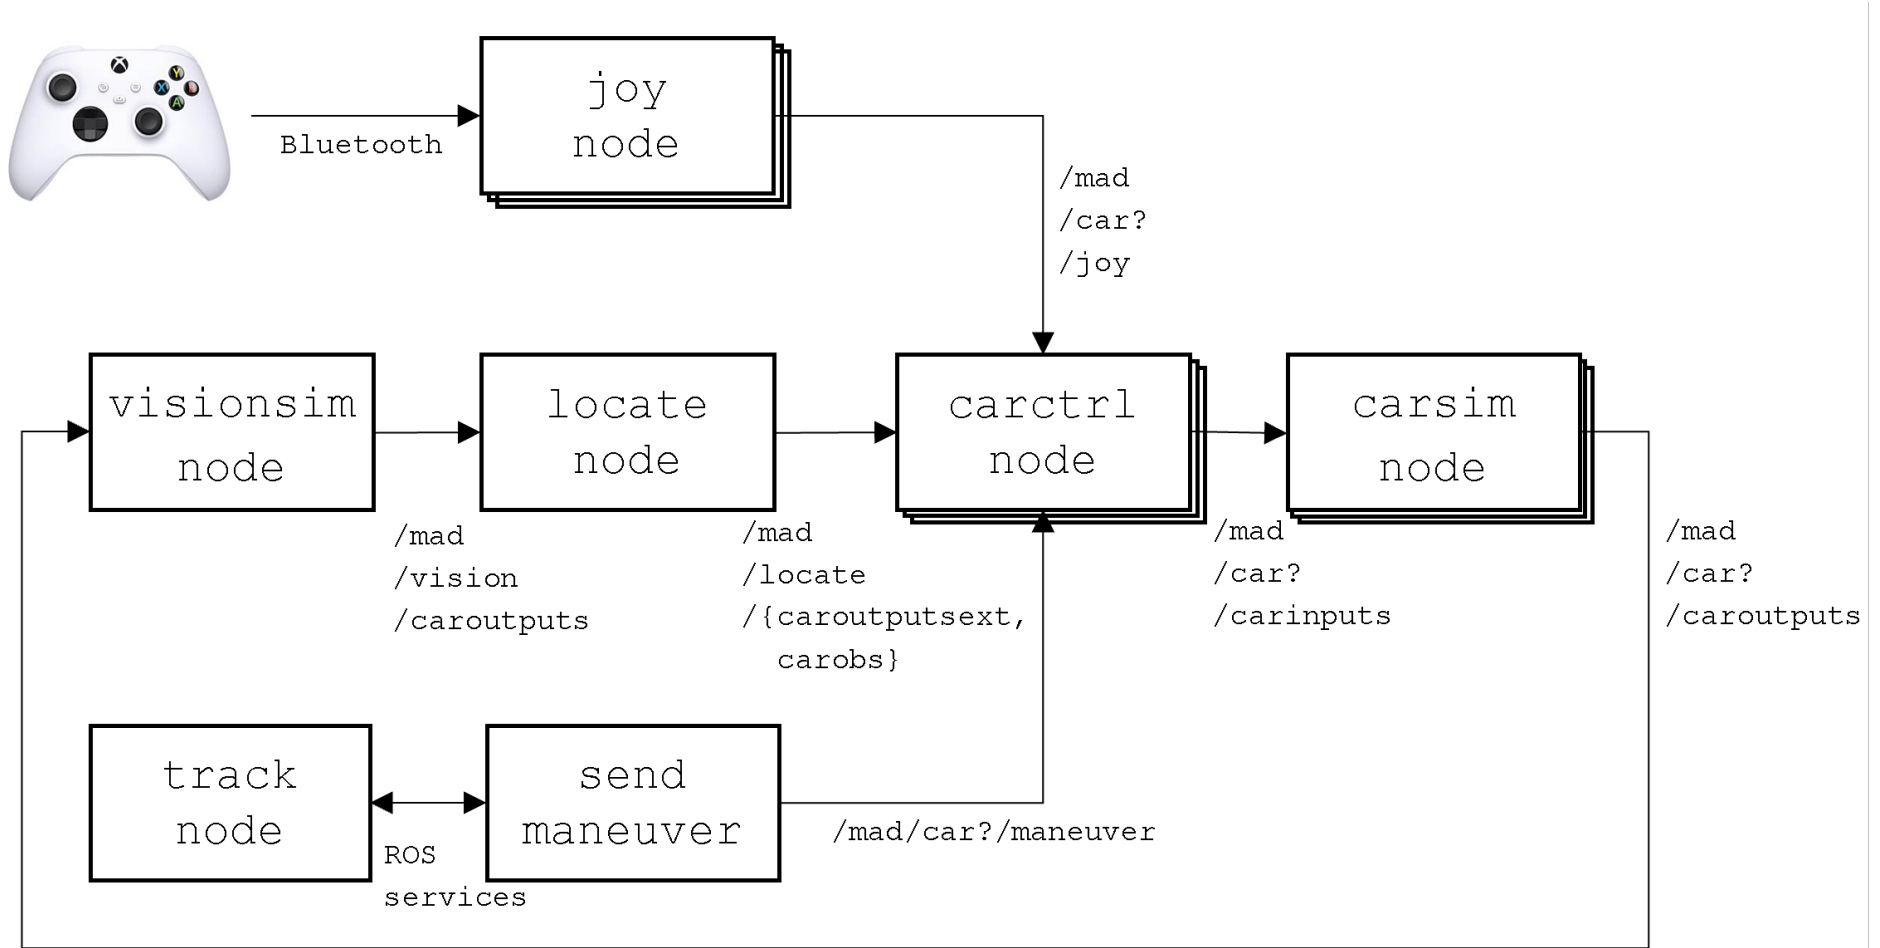 Y
X
A
joy
node
Bluetooth
/mad
/car?
/joy
visionsim
node
locate
node
carctrl
node
carsim
node
/mad
/vision
/caroutputs
/mad
/locate
/{caroutputsext,
carobs}
/mad
/car?
/carinputs
/mad
/car?
/caroutputs
track
node
send
maneuver
ROS
services
/mad/car?/maneuver